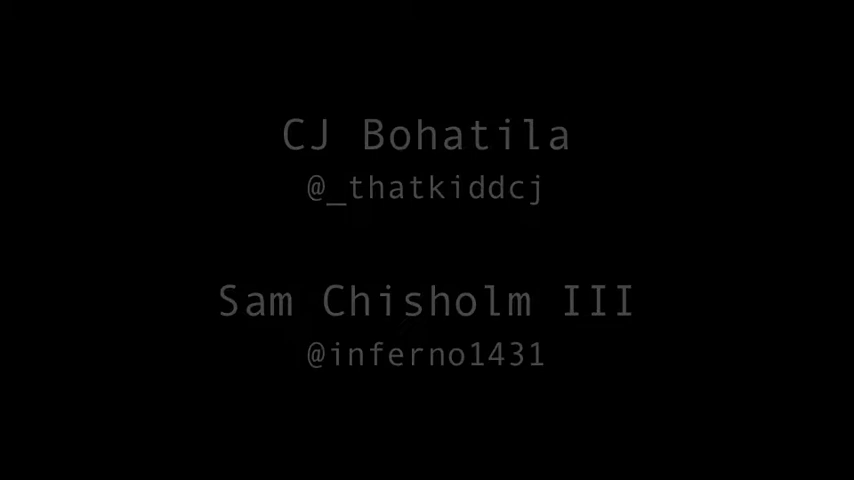 CJ Bohatila
@_thatkiddcj
Sam Chisholm III
@inferno1431